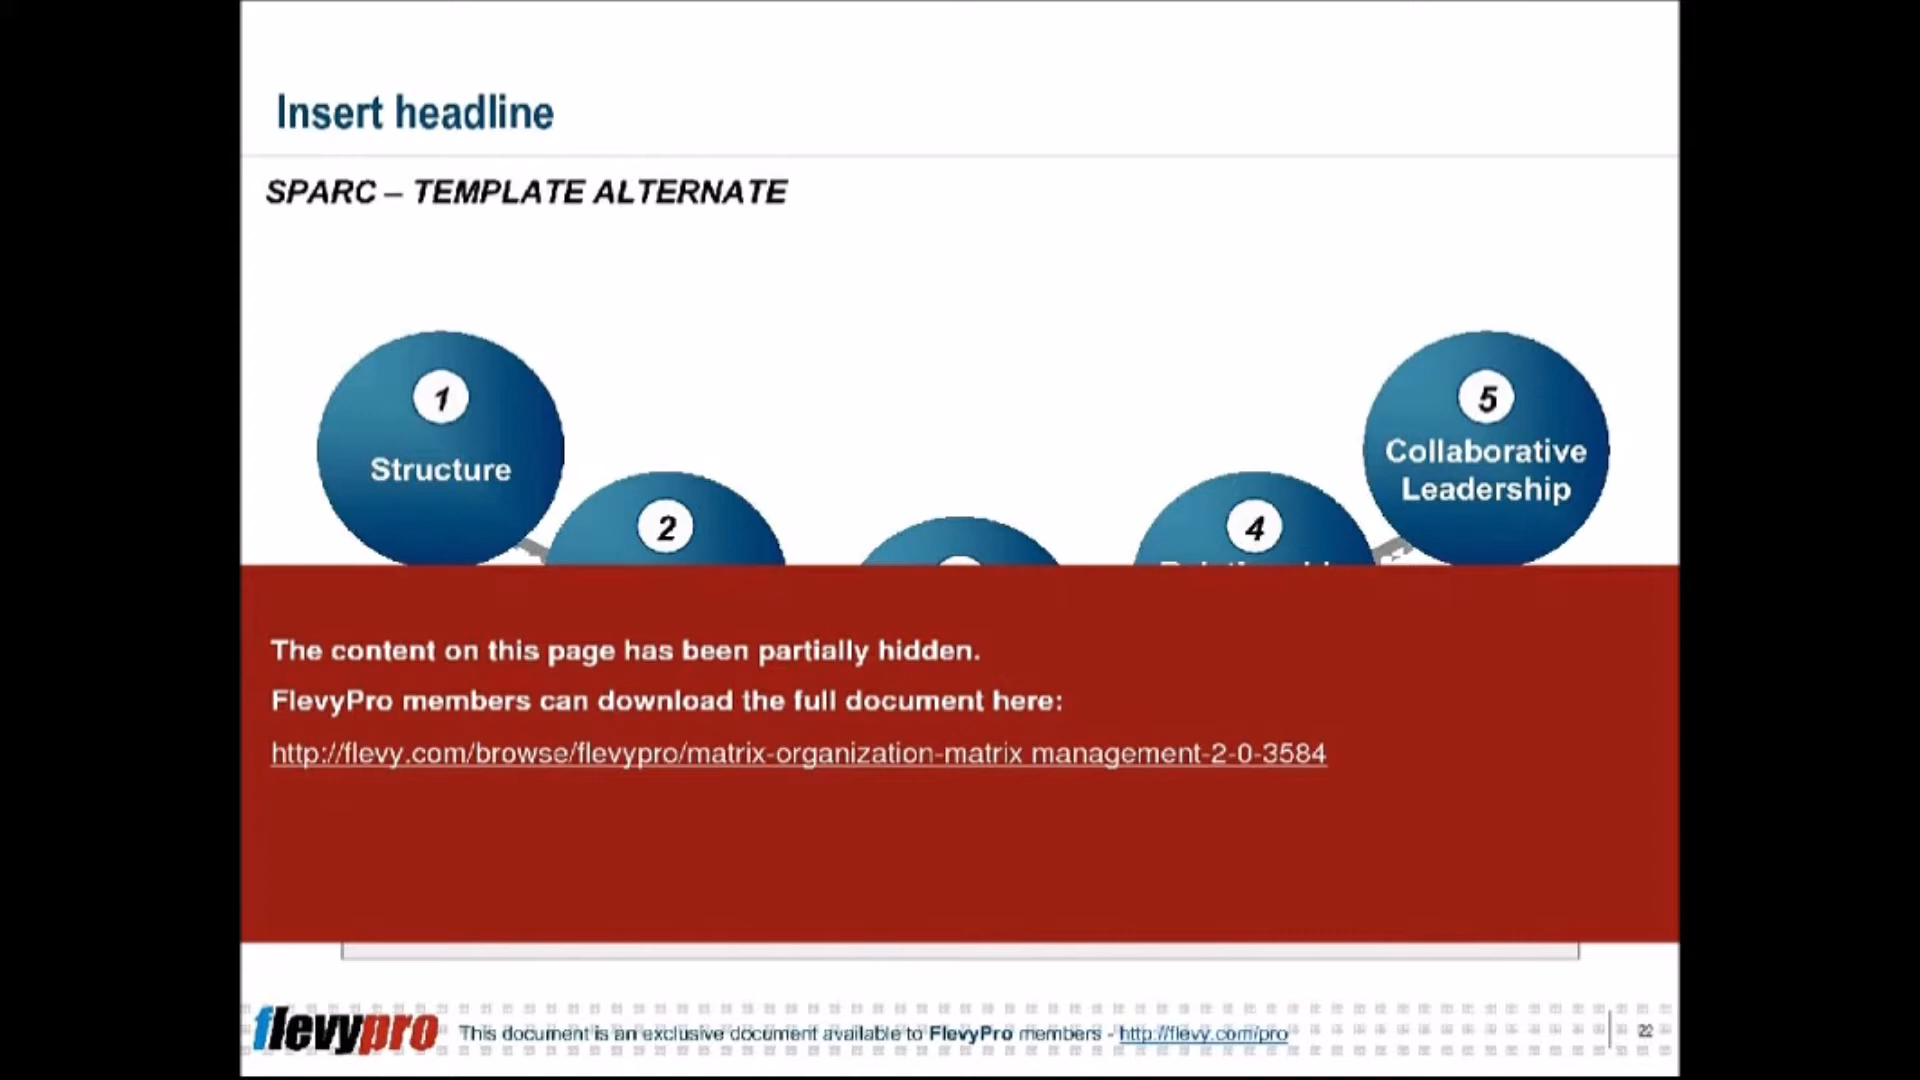 Insert headline
SPARC – TEMPLATE ALTERNATE
1
Structure
2
4
5
Collaborative
Leadership
The content on this page has been partially hidden.
FlevyPro members can download the full document here:
http://flevy.com/browse/flevypro/matrix-organization-matrix management-2-0-3584
flevypro
This document is an exclusive document available to FlevyPro members - http://flevy.com/pro
22